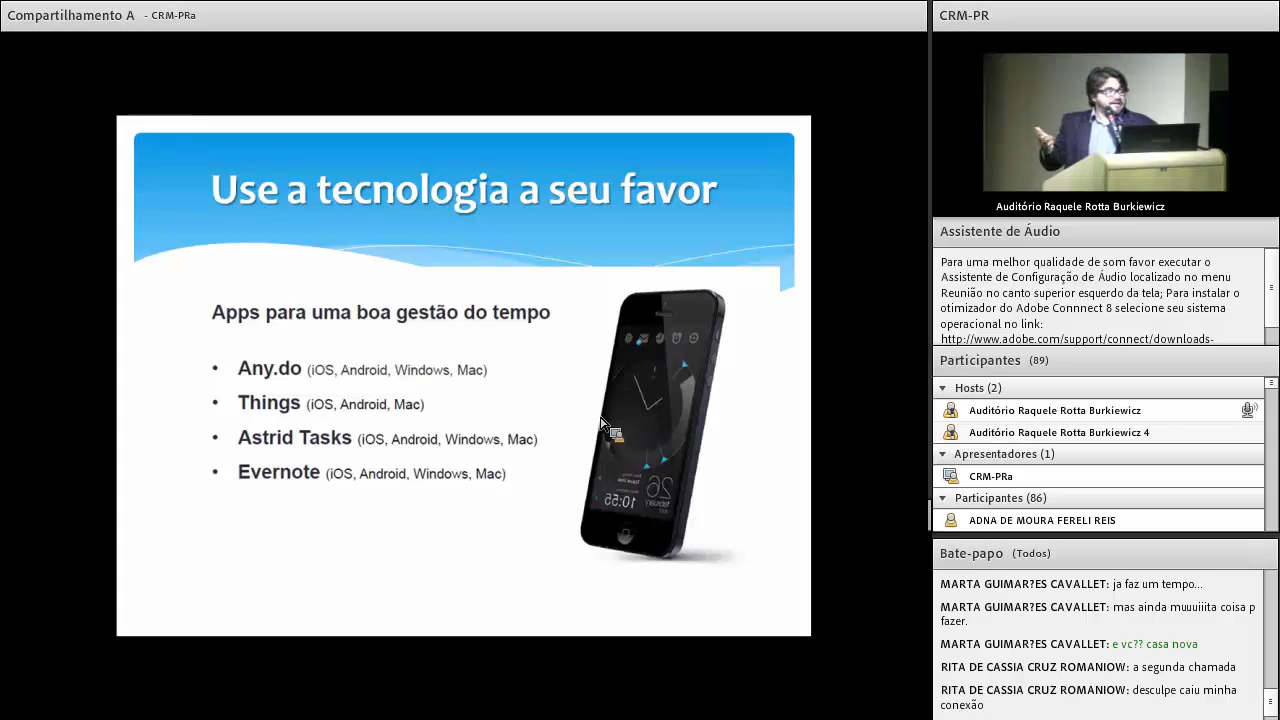 Compartilhamento A - CRM-PRa
Use a tecnologia a seu favor
Apps para uma boa gestão do tempo
• Any.do (iOS, Android, Windows, Mac)
• Things (iOS, Android, Mac)
• Astrid Tasks (iOS, Android, Windows, Mac)
• Evernote (iOS, Android, Windows, Mac)
26
10:55
CRM-PR
Auditório Raquele Rotta Burkiewicz
Assistente de Áudio
Para uma melhor qualidade de som favor executar o
Assistente de Configuração de Áudio localizado no menu
Reunião no canto superior esquerdo da tela; Para instalar o
otimizador do Adobe Connnect 8 selecione seu sistema
operacional no link:
http://www.adobe.com/support/connect/downloads-
Participantes (89)
Hosts (2)
Auditório Raquele Rotta Burkiewicz
Auditório Raquele Rotta Burkiewicz 4
Apresentadores (1)
CRM-PRa
Participantes (86)
ADNA DE MOURA FERELI REIS
Bate-papo (Todos)
MARTA GUIMAR?ES CAVALLET: ja faz um tempo...
MARTA GUIMAR?ES CAVALLET: mas ainda muuuiiita coisa p
fazer.
MARTA GUIMAR?ES CAVALLET: e vc?? casa nova
RITA DE CASSIA CRUZ ROMANIOW: a segunda chamada
RITA DE CASSIA CRUZ ROMANIOW: desculpe caiu minha
conexão